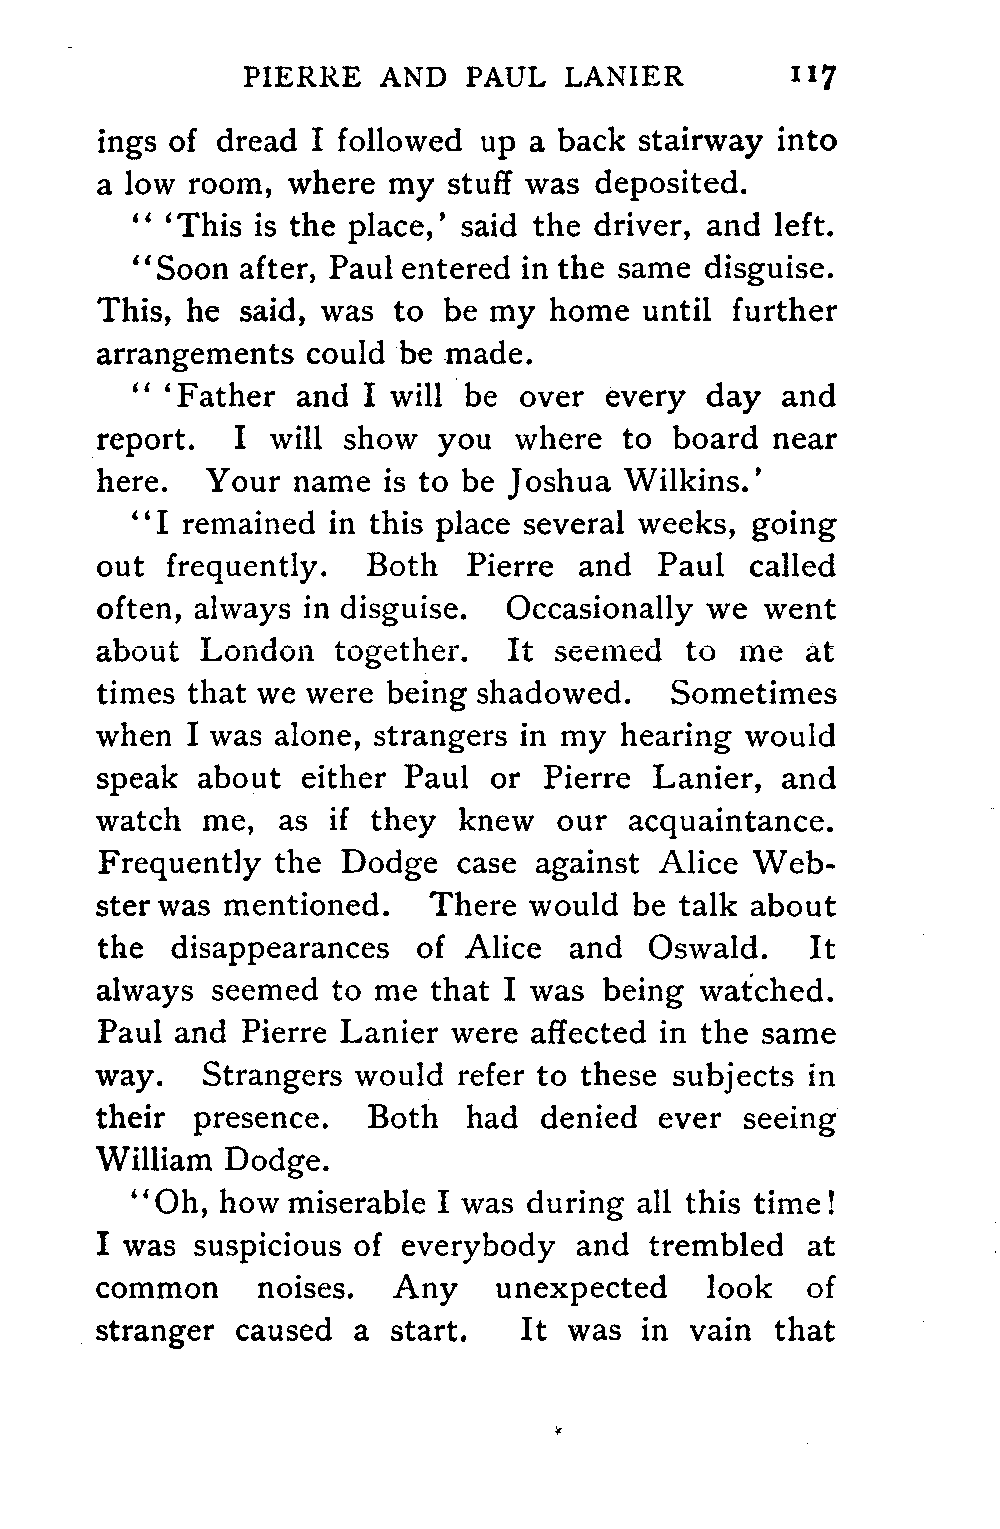 PIERRE AND PAUL LANIER 117
ings of dread I followed up a back stairway into
a low room, where my stuff was deposited.
“ ‘This is the place,’ said the driver, and left.
“Soon after, Paul entered in the same disguise.
This, he said, was to be my home until further
arrangements could be made.
“ ‘Father and I will be over every day and
report. I will show you where to board near
here. Your name is to be Joshua Wilkins.’
“I remained in this place several weeks, going
out frequently. Both Pierre and Paul called
often, always in disguise. Occasionally we went
about London together. It seemed to me at
times that we were being shadowed. Sometimes
when I was alone, strangers in my hearing would
speak about either Paul or Pierre Lanier, and
watch me, as if they knew our acquaintance.
Frequently the Dodge case against Alice Web-
ster was mentioned. There would be talk about
the disappearances of Alice and Oswald. It
always seemed to me that I was being watched.
Paul and Pierre Lanier were affected in the same
way. Strangers would refer to these subjects in
their presence. Both had denied ever seeing
William Dodge.
“Oh, how miserable I was during all this time!
I was suspicious of everybody and trembled at
common noises. Any unexpected look of
stranger caused a start. It was in vain that